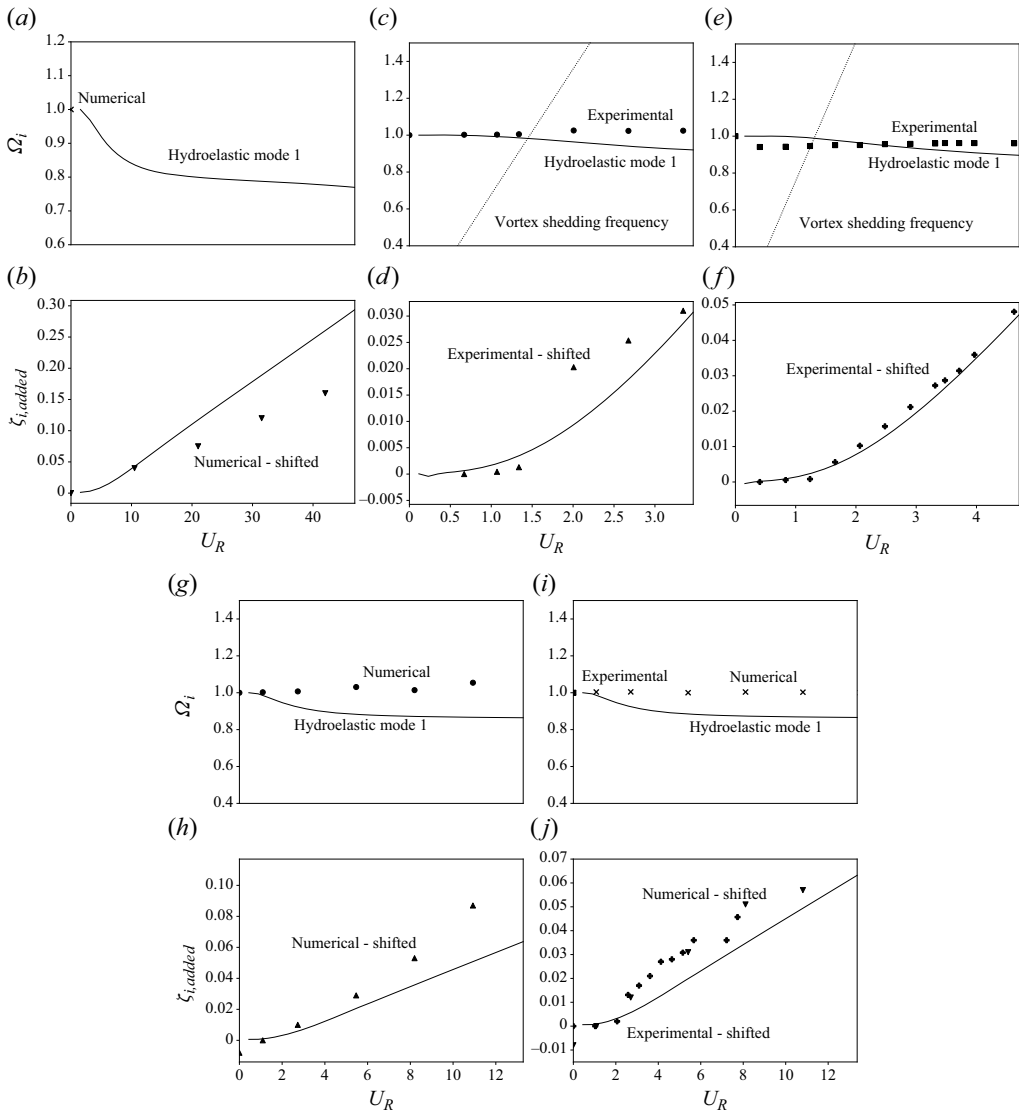 (a)
(c)
(e)
1.2
1.1
1.0
0.9
0.8
0.7
0.6
Ω_i
Numerical
Hydroelastic mode 1
1.4
1.2
1.0
0.8
0.6
0.4
Experimental
Hydroelastic mode 1
Vortex shedding frequency
1.4
1.2
1.0
0.8
0.6
0.4
Experimental
Hydroelastic mode 1
Vortex shedding frequency
(b)
(d)
(f)
0.30
0.25
0.20
0.15
0.10
0.05
0
ζ_{i,added}
Numerical - shifted
0 10 20 30 40
U_R
0.030
0.025
0.020
0.015
0.010
0.005
0
−0.005
Experimental - shifted
0 0.5 1.0 1.5 2.0 2.5 3.0
U_R
0.05
0.04
0.03
0.02
0.01
0
Experimental - shifted
0 1 2 3 4
U_R
(g)
(i)
1.4
1.2
1.0
0.8
0.6
0.4
Ω_i
Numerical
Hydroelastic mode 1
1.4
1.2
1.0
0.8
0.6
0.4
Experimental
Numerical
Hydroelastic mode 1
(h)
(j)
0.10
0.08
0.06
0.04
0.02
0
ζ_{i,added}
Numerical - shifted
0 2 4 6 8 10 12
U_R
0.07
0.06
0.05
0.04
0.03
0.02
0.01
0
−0.01
Numerical - shifted
Experimental - shifted
0 2 4 6 8 10 12
U_R